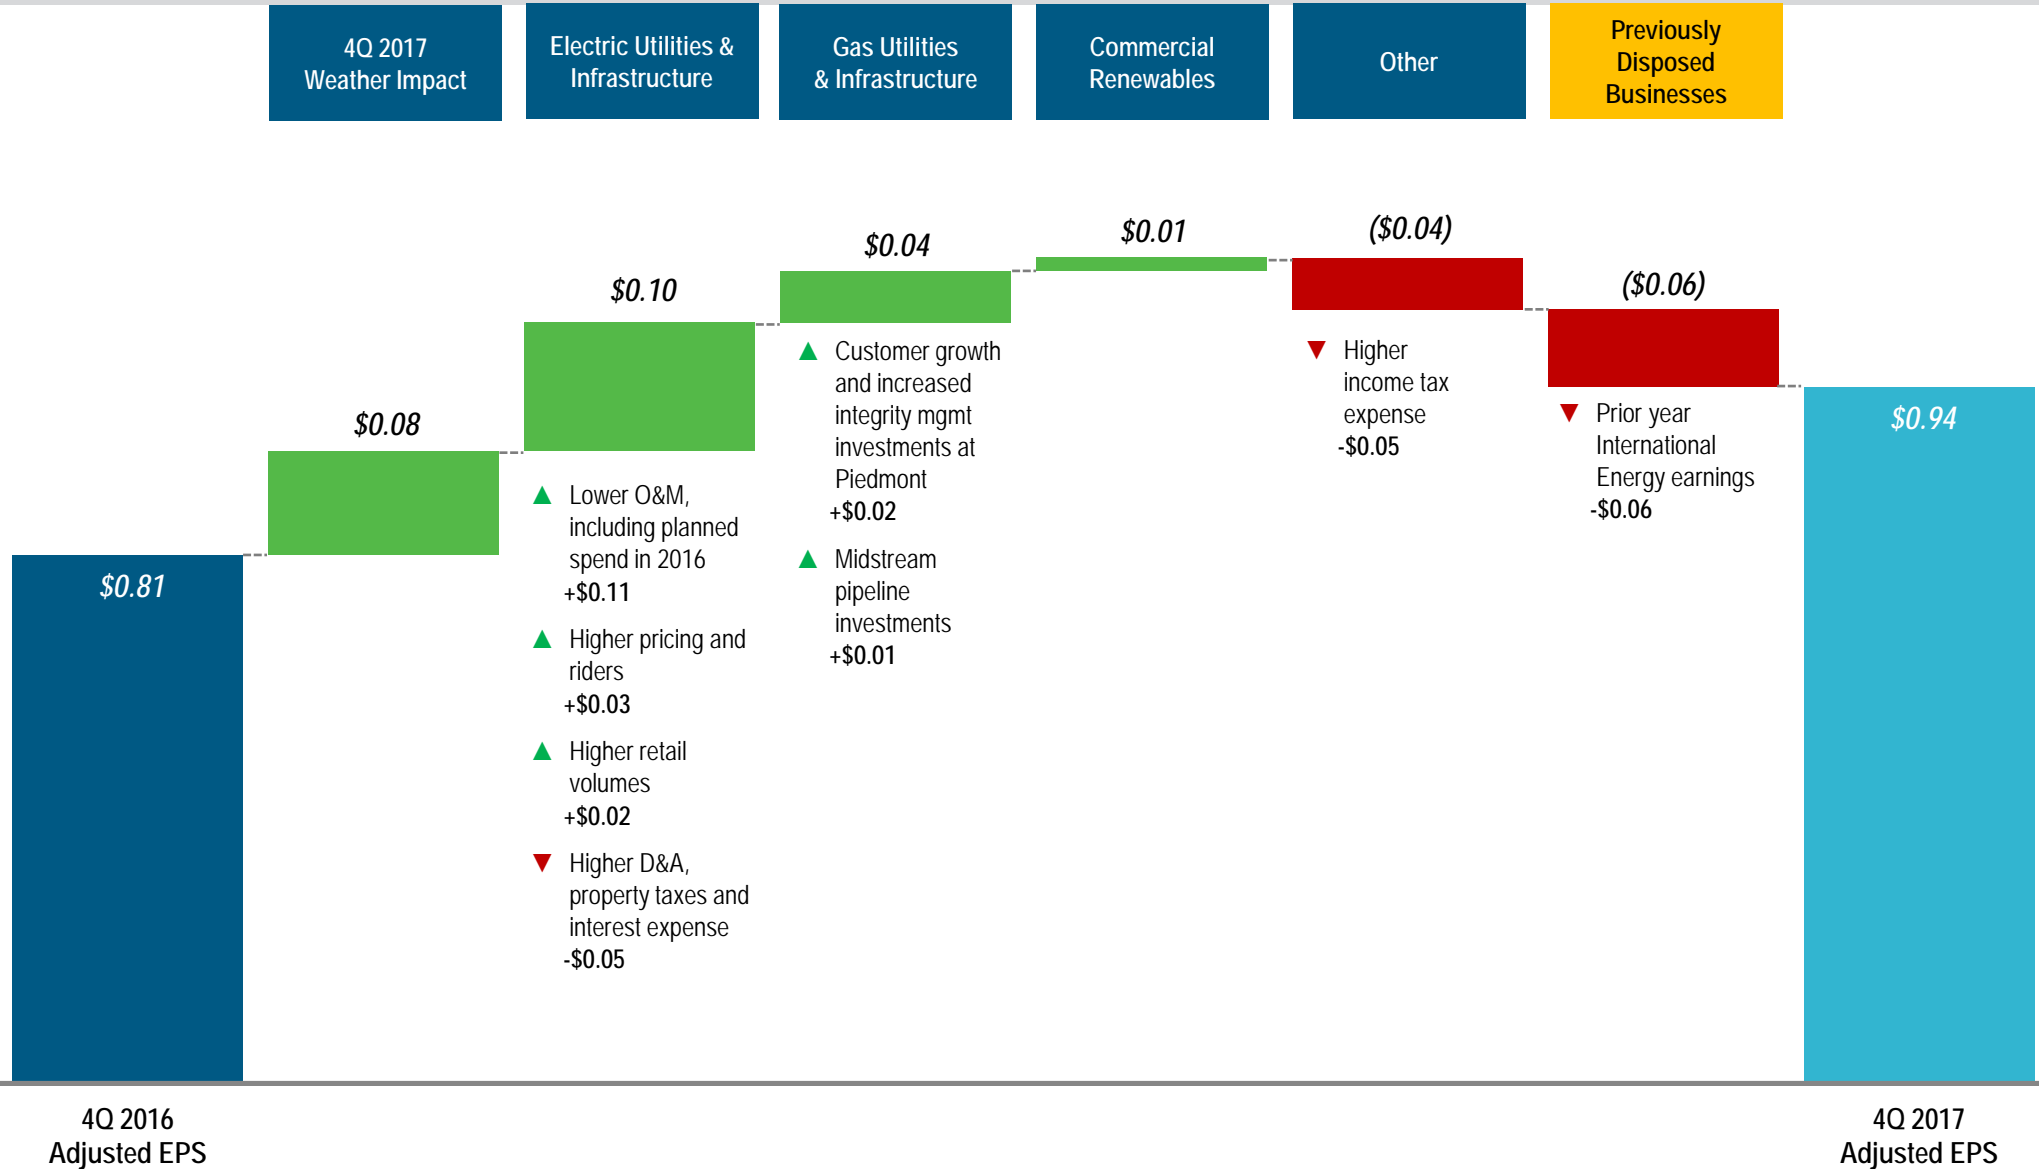 4Q 2017
Weather Impact
Electric Utilities &
Infrastructure
Gas Utilities
& Infrastructure
Commercial
Renewables
Other
Previously
Disposed
Businesses
$0.81
$0.08
$0.10
▲ Lower O&M,
including planned
spend in 2016
+$0.11
▲ Higher pricing and
riders
+$0.03
▲ Higher retail
volumes
+$0.02
▼ Higher D&A,
property taxes and
interest expense
-$0.05
$0.04
▲ Customer growth
and increased
integrity mgmt
investments at
Piedmont
+$0.02
▲ Midstream
pipeline
investments
+$0.01
$0.01
($0.04)
▼ Higher
income tax
expense
-$0.05
($0.06)
▼ Prior year
International
Energy earnings
-$0.06
$0.94
4Q 2016
Adjusted EPS
4Q 2017
Adjusted EPS